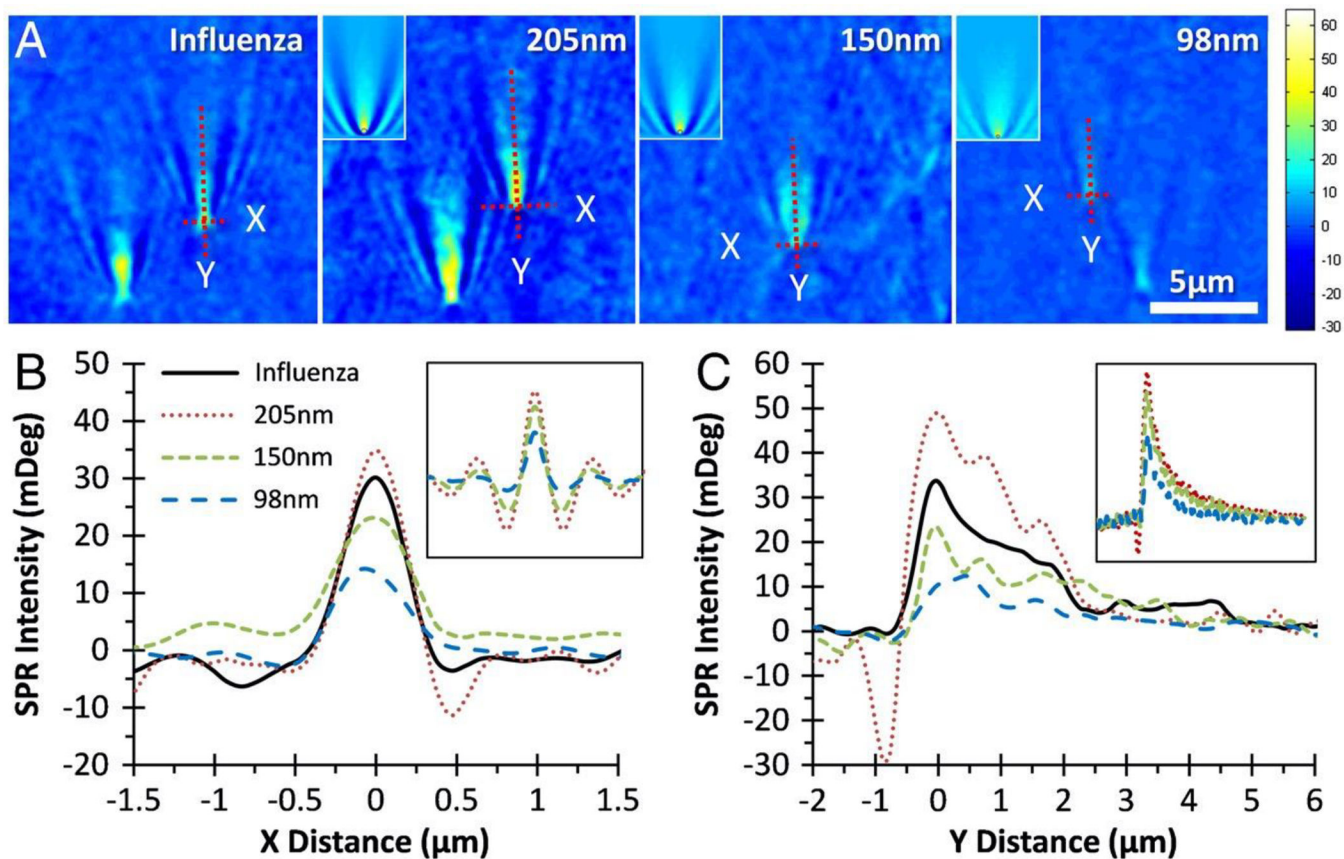 A
Influenza
205nm
150nm
98nm
X
Y
X
Y
X
Y
X
Y
5µm
60
50
40
30
20
10
0
-10
-20
-30
B
Influenza
205nm
150nm
98nm
SPR Intensity (mDeg)
50
40
30
20
10
0
-10
-20
-1.5
-1
-0.5
0
0.5
1
1.5
X Distance (µm)
C
SPR Intensity (mDeg)
60
50
40
30
20
10
0
-10
-20
-30
-2
-1
0
1
2
3
4
5
6
Y Distance (µm)